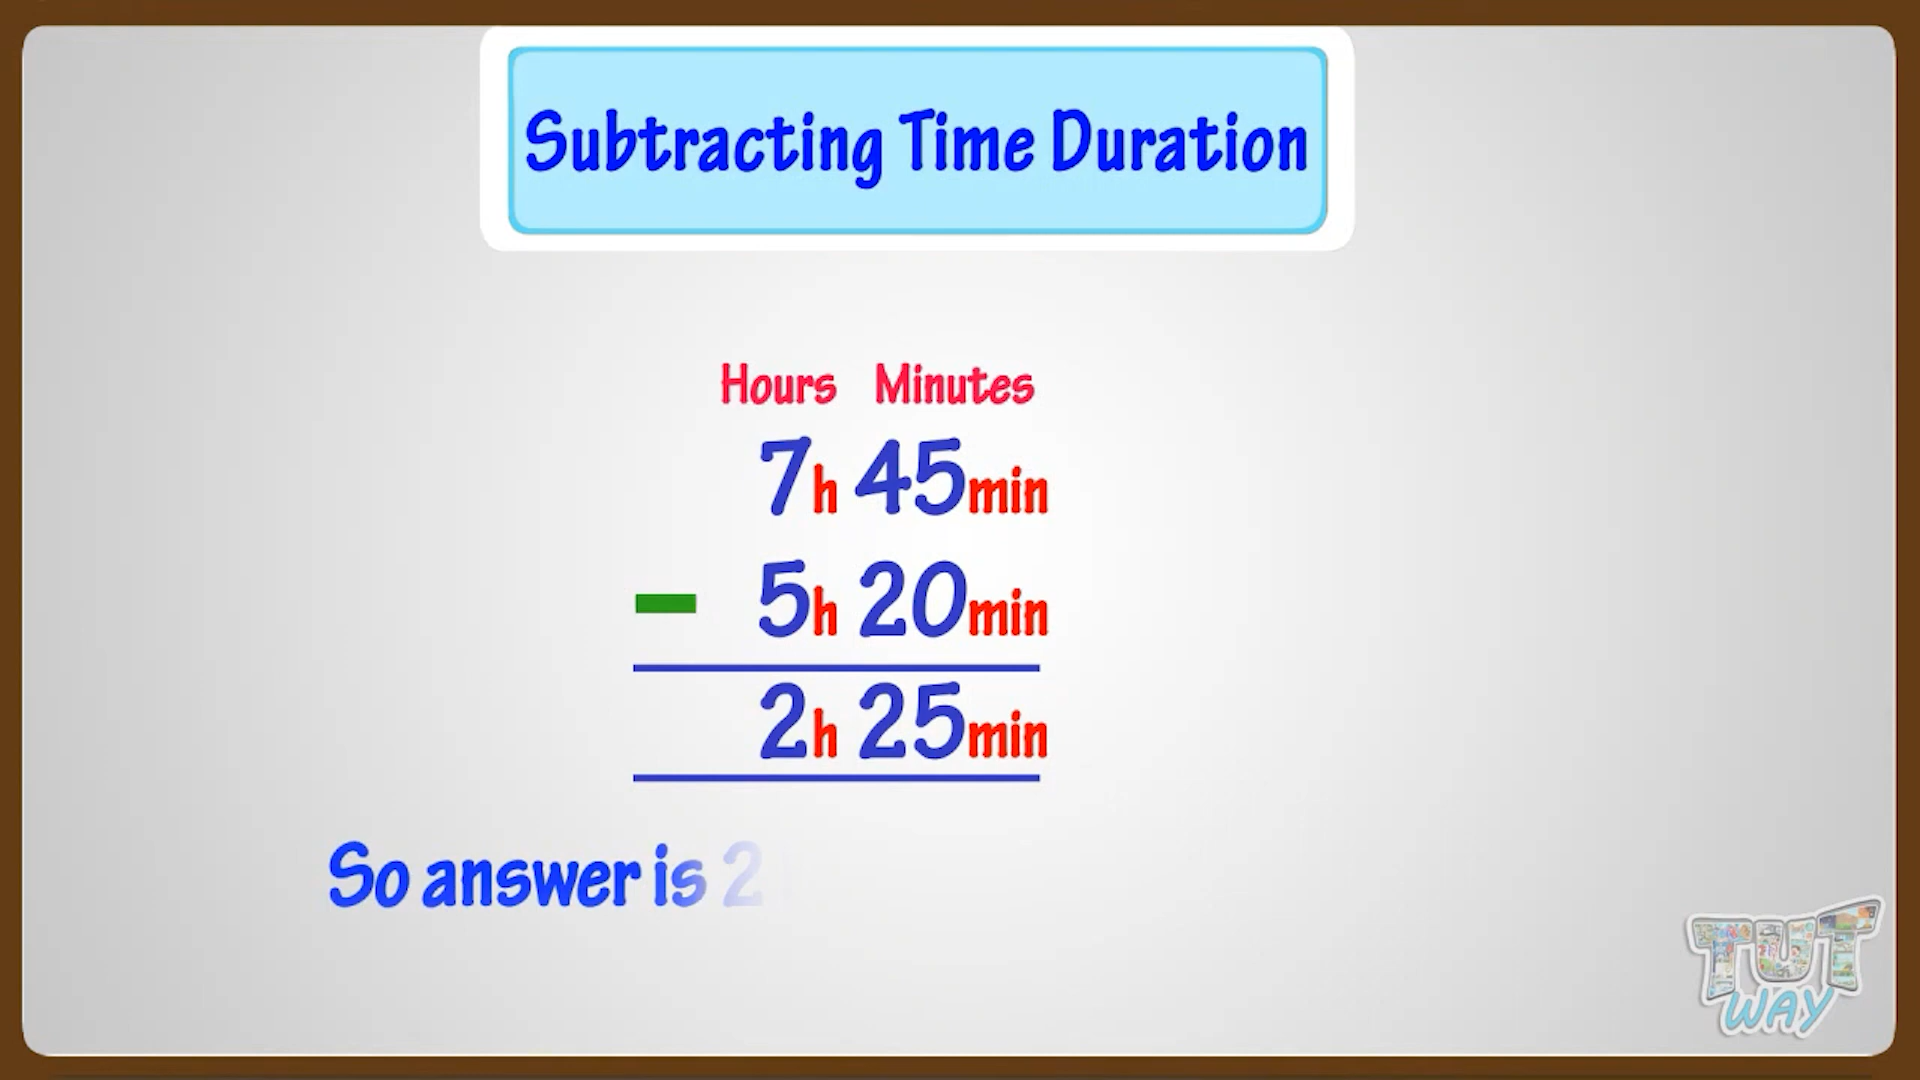 Subtracting Time Duration
Hours Minutes
7h 45min
- 5h 20min
2h 25min
So answer is 2
TUT
WAY